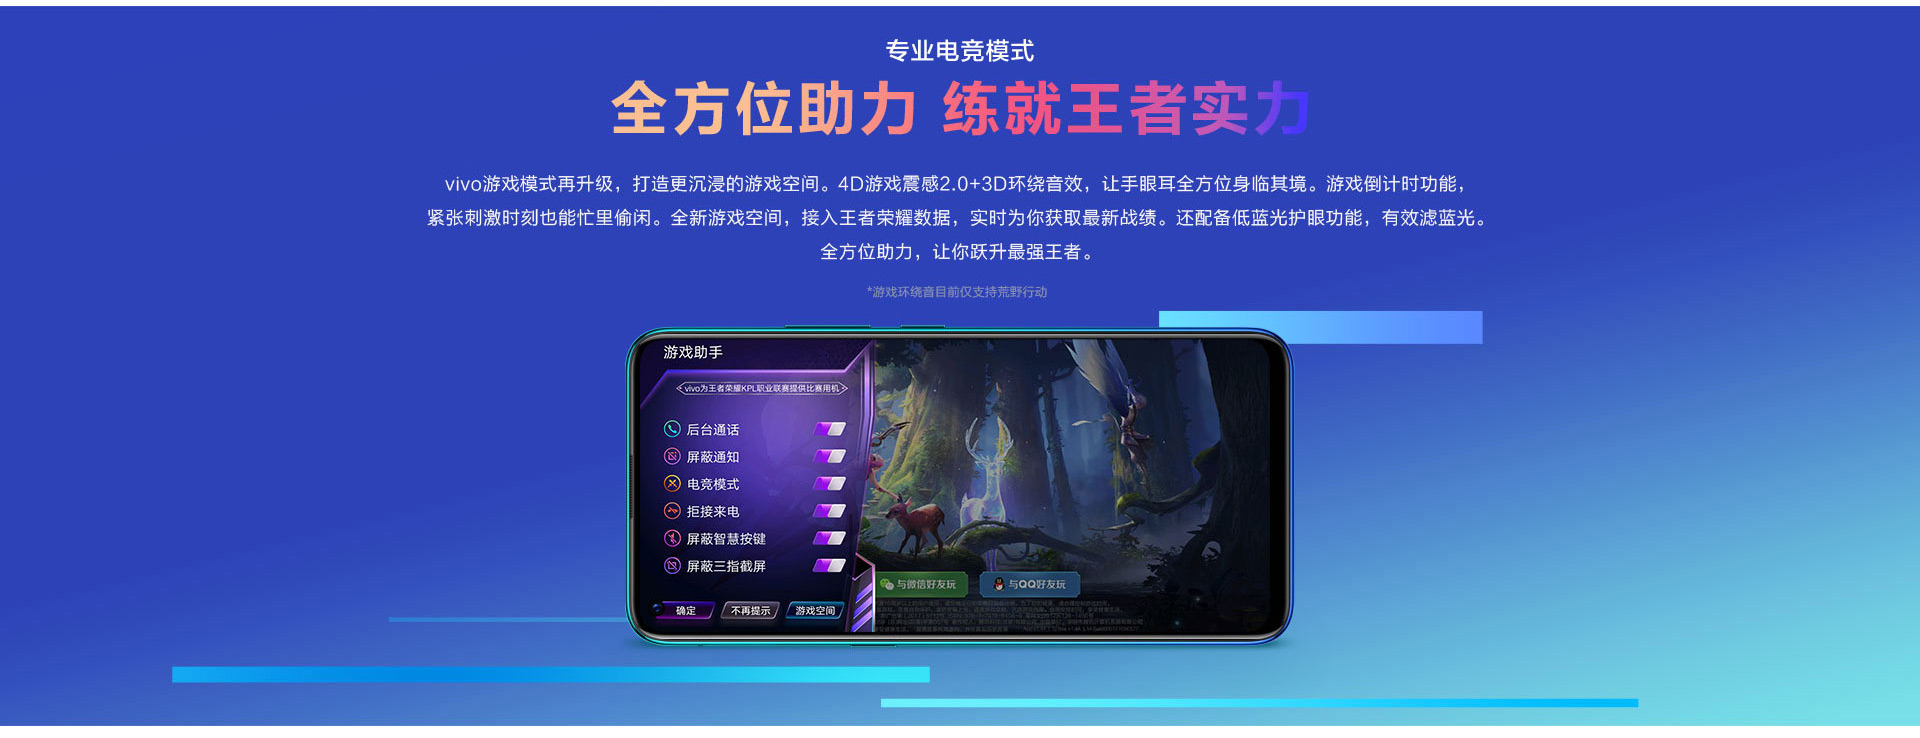 专业电竞模式
全方位助力 练就王者实力
vivo游戏模式再升级，打造更沉浸的游戏空间。4D游戏震感2.0+3D环绕音效，让手眼耳全方位身临其境。游戏倒计时功能，
紧张刺激时刻也能忙里偷闲。全新游戏空间，接入王者荣耀数据，实时为你获取最新战绩。还配备低蓝光护眼功能，有效滤蓝光。
全方位助力，让你跃升最强王者。
*游戏环绕音目前仅支持荒野行动
游戏助手
vivo为王者荣耀KPL职业联赛提供比赛用机
后台通话
屏蔽通知
电竞模式
拒接来电
屏蔽智慧按键
屏蔽三指截屏
确定
不再提示
游戏空间
与微信好友玩
与QQ好友玩